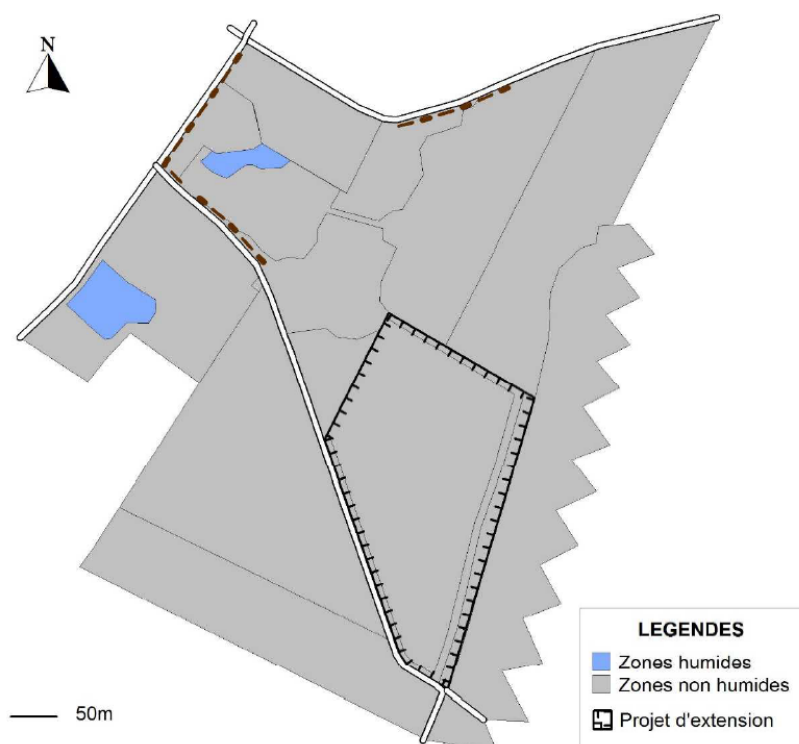 N
50m
LEGENDES
Zones humides
Zones non humides
Projet d'extension